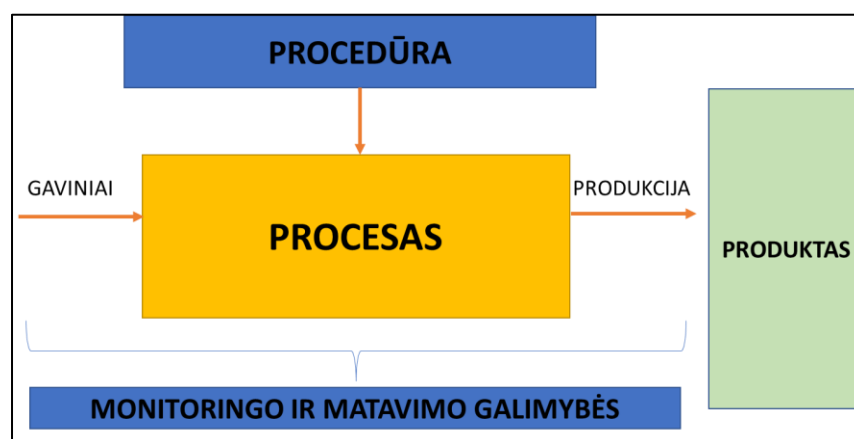 PROCEDŪRA
GAVINIAI
PROCESAS
PRODUKCIJA
PRODUKTAS
MONITORINGO IR MATAVIMO GALIMYBĖS